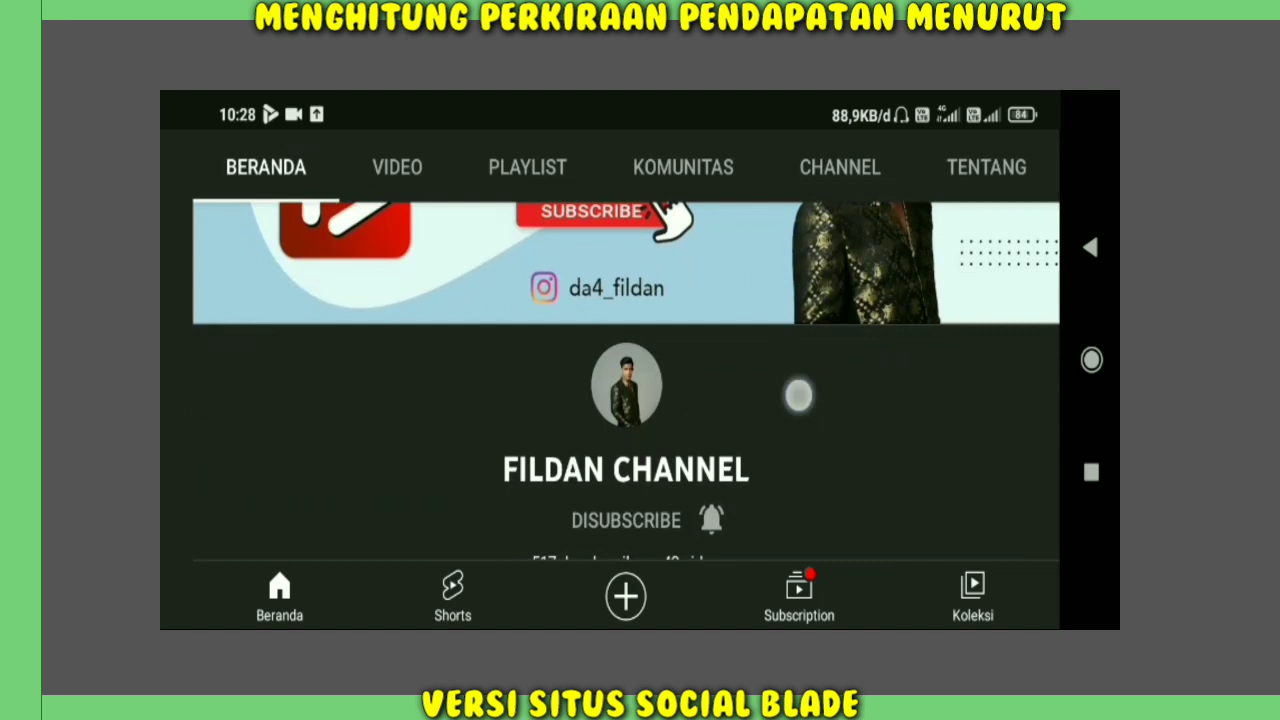 MENGHITUNG PERKIRAAN PENDAPATAN MENURUT
10:28
88,9KB/d 4G 84
BERANDA VIDEO PLAYLIST KOMUNITAS CHANNEL TENTANG
SUBSCRIBE
da4_fildan
FILDAN CHANNEL
DISUBSCRIBE
Beranda Shorts Subscription Koleksi
VERSI SITUS SOCIAL BLADE